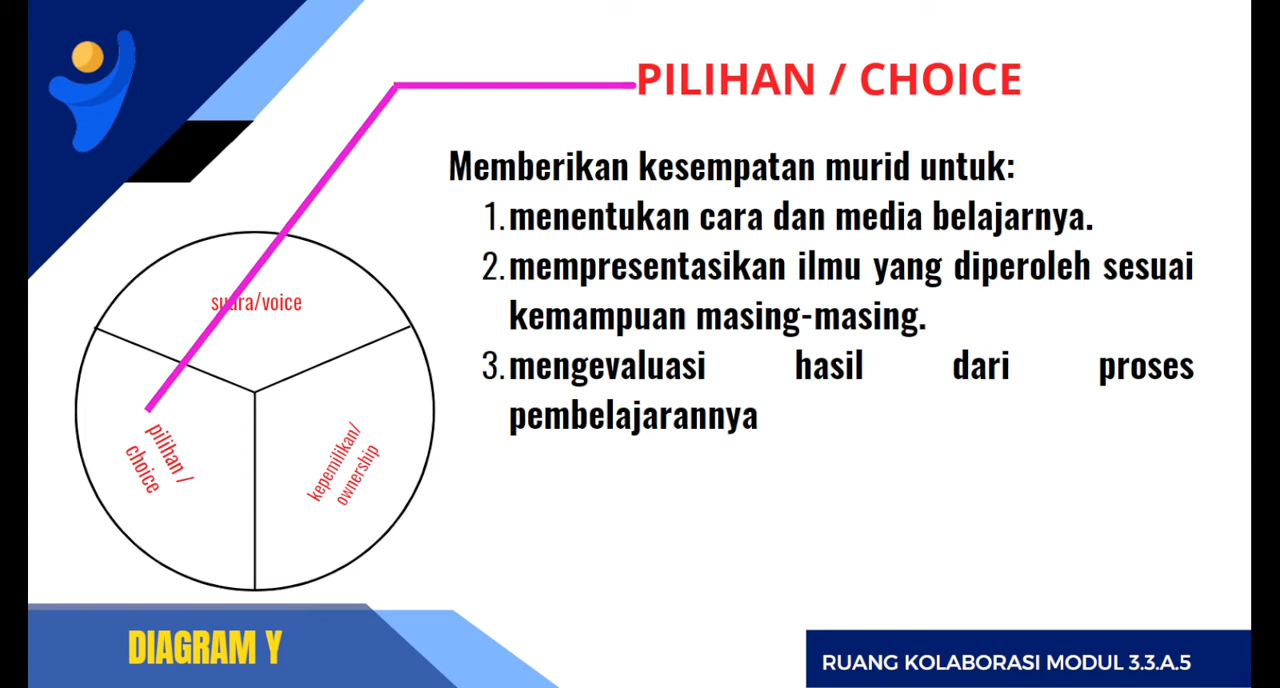 PILIHAN / CHOICE
Memberikan kesempatan murid untuk:
1. menentukan cara dan media belajarnya.
2. mempresentasikan ilmu yang diperoleh sesuai
kemampuan masing-masing.
3. mengevaluasi hasil dari proses
pembelajarannya
suara/voice
pilihan /
choice
kepemilikan/
ownership
DIAGRAM Y
RUANG KOLABORASI MODUL 3.3.A.5